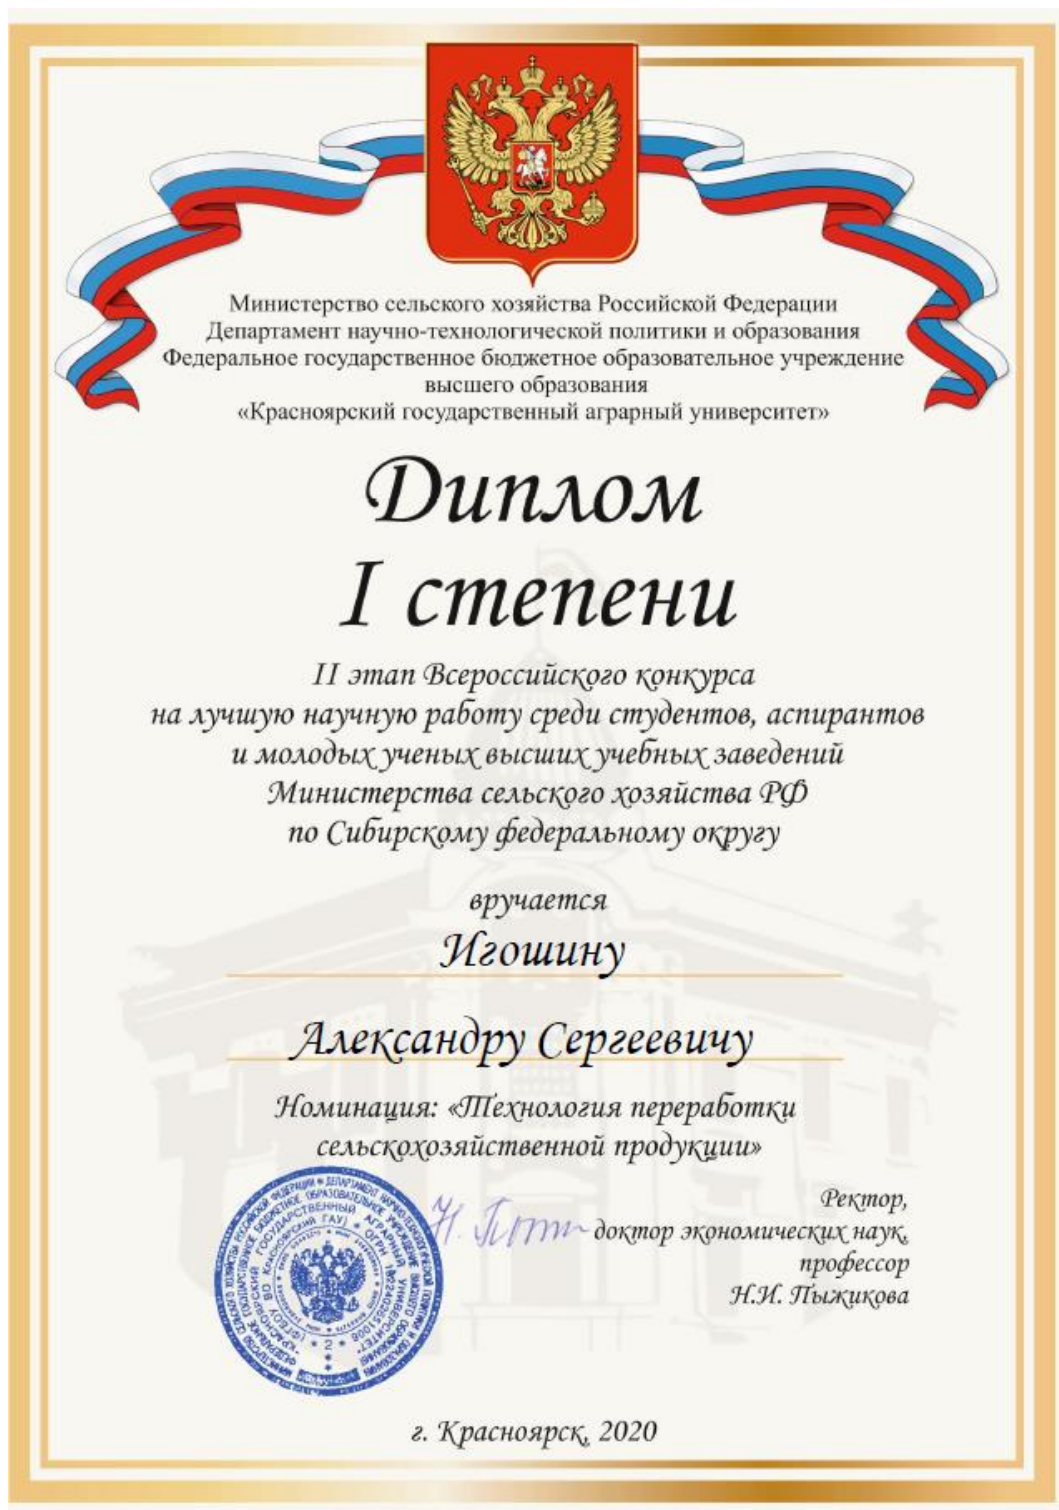 Министерство сельского хозяйства Российской Федерации
Департамент научно-технологической политики и образования
Федеральное государственное бюджетное образовательное учреждение
высшего образования
«Красноярский государственный аграрный университет»
Диплом
I степени
II этап Всероссийского конкурса
на лучшую научную работу среди студентов, аспирантов
и молодых ученых высших учебных заведений
Министерства сельского хозяйства РФ
по Сибирскому федеральному округу
вручается
Игошину
Александру Сергеевичу
Номинация: «Технология переработки
сельскохозяйственной продукции»
Ректор,
доктор экономических наук,
профессор
Н.И. Пыжикова
г. Красноярск, 2020